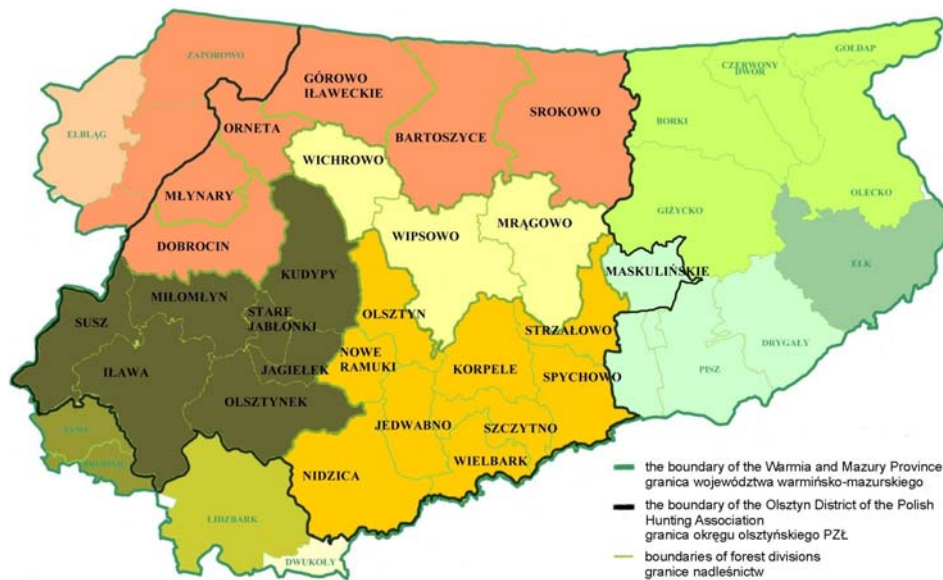 ZAPOROWO
GOŁDAP
CZERWONY
DWÓR
GÓROWO
IŁAWECKIE
SROKOWO
ELBLĄG
ORNETA
BARTOSZYCE
BORKI
WICHROWO
MŁYNARY
OLECKO
GIŻYCKO
MRĄGOWO
WIPSOWO
DOBROCIN
EŁK
MASKULIŃSKIE
KUDYPY
MIŁOMŁYN
STARE
JABŁONKI
OLSZTYN
SUSZ
STRZAŁOWO
DRYGAŁY
NOWE
RAMUKI
IŁAWA
JAGIEŁEK
KORPELE
SPYCHOWO
PISZ
OLSZTYNEK
JEDWABNO
SZCZYTNO
WIELBARK
NIDZICA
LIDZBARK
DWUKOŁY
the boundary of the Warmia and Mazury Province
granica województwa warmińsko-mazurskiego
the boundary of the Olsztyn District of the Polish
Hunting Association
granica okręgu olsztyńskiego PZŁ
boundaries of forest divisions
granice nadleśnictw